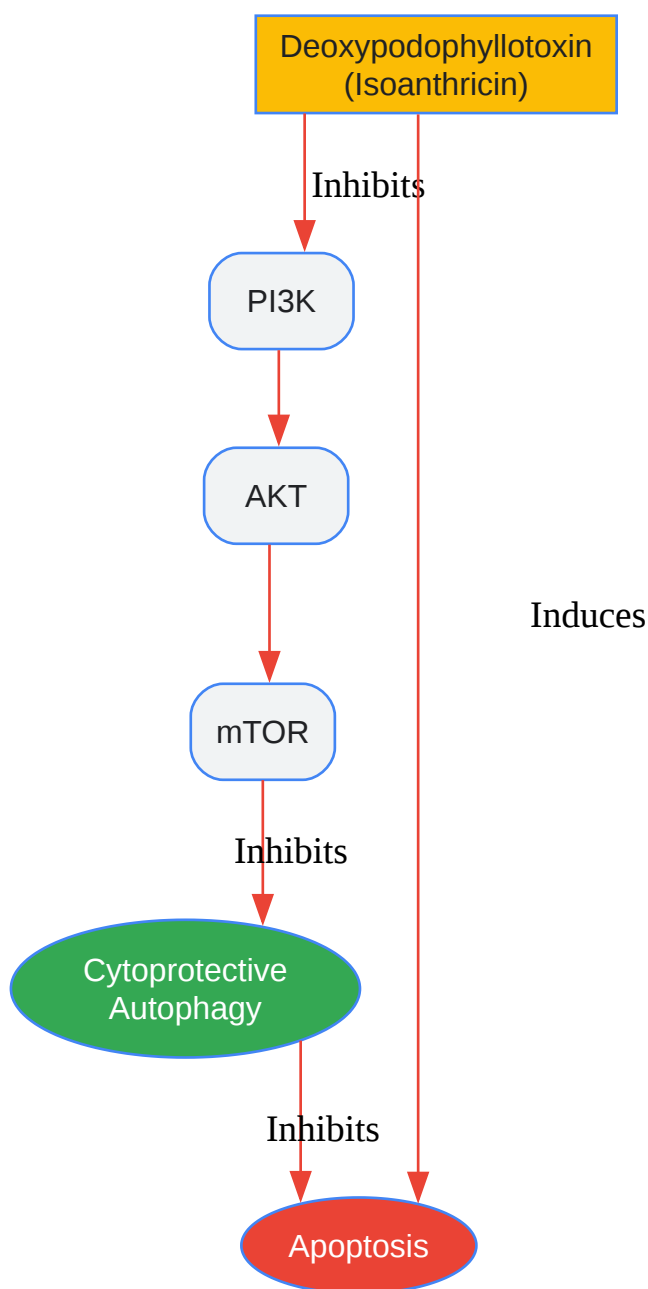 Deoxypodophyllotoxin
(Isoanthricin)
Inhibits
PI3K
AKT
Induces
mTOR
Inhibits
Cytoprotective
Autophagy
Inhibits
Apoptosis